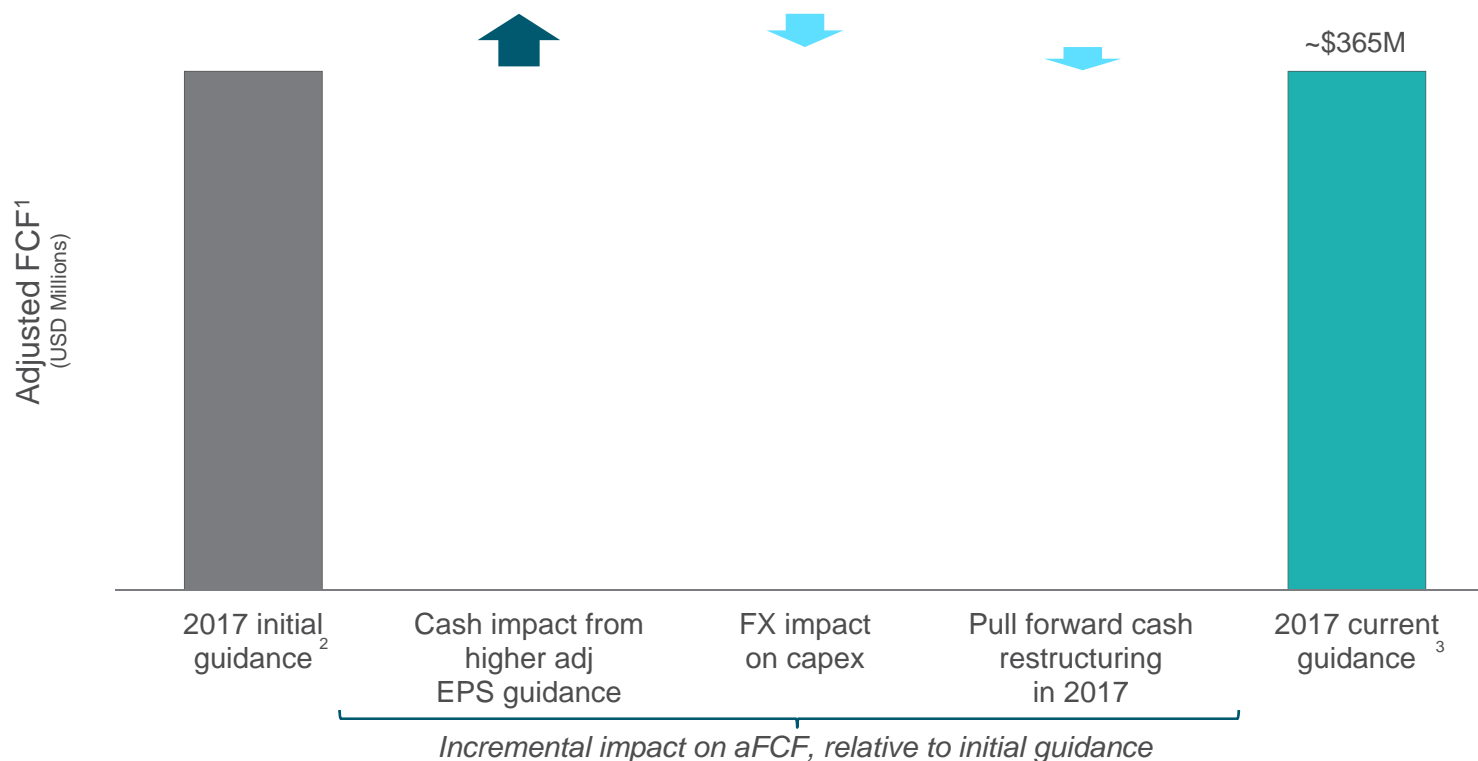 ~$365M
Adjusted FCF1
(USD Millions)
2017 initial
guidance 2
Cash impact from
higher adj
EPS guidance
FX impact
on capex
Pull forward cash
restructuring
in 2017
2017 current
guidance 3
Incremental impact on aFCF, relative to initial guidance